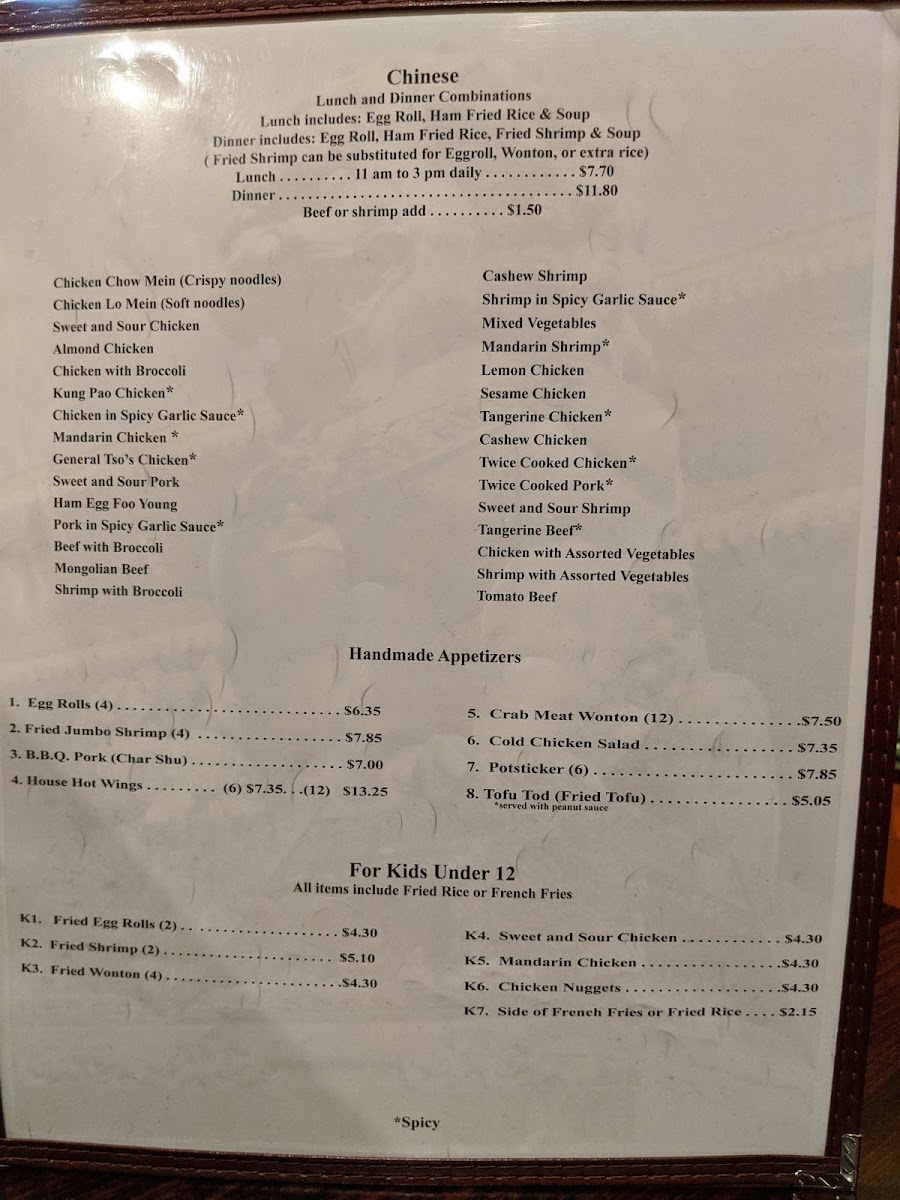 Chinese
Lunch and Dinner Combinations
Lunch includes: Egg Roll, Ham Fried Rice & Soup
Dinner includes: Egg Roll, Ham Fried Rice, Fried Shrimp & Soup
( Fried Shrimp can be substituted for Eggroll, Wonton, or extra rice)
Lunch . . . . . . . . . . 11 am to 3 pm daily . . . . . . . . . . . . $7.70
Dinner . . . . . . . . . . . . . . . . . . . . . . . . . . . . . . . . . . . . . $11.80
Beef or shrimp add . . . . . . . . . . $1.50
Chicken Chow Mein (Crispy noodles)
Chicken Lo Mein (Soft noodles)
Sweet and Sour Chicken
Almond Chicken
Chicken with Broccoli
Kung Pao Chicken*
Chicken in Spicy Garlic Sauce*
Mandarin Chicken *
General Tso's Chicken*
Sweet and Sour Pork
Ham Egg Foo Young
Pork in Spicy Garlic Sauce*
Beef with Broccoli
Mongolian Beef
Shrimp with Broccoli
Cashew Shrimp
Shrimp in Spicy Garlic Sauce*
Mixed Vegetables
Mandarin Shrimp*
Lemon Chicken
Sesame Chicken
Tangerine Chicken*
Cashew Chicken
Twice Cooked Chicken*
Twice Cooked Pork*
Sweet and Sour Shrimp
Tangerine Beef*
Chicken with Assorted Vegetables
Shrimp with Assorted Vegetables
Tomato Beef
Handmade Appetizers
1. Egg Rolls (4) . . . . . . . . . . . . . . . . . . . . . . . . . . $6.35
2. Fried Jumbo Shrimp (4) . . . . . . . . . . . . . . . . . $7.85
3. B.B.Q. Pork (Char Shu) . . . . . . . . . . . . . . . . . . $7.00
4. House Hot Wings . . . . . . . . . (6) $7.35. . .(12) $13.25
5. Crab Meat Wonton (12) . . . . . . . . . . . . . .$7.50
6. Cold Chicken Salad . . . . . . . . . . . . . . . . . $7.35
7. Potsticker (6) . . . . . . . . . . . . . . . . . . . . . . . $7.85
8. Tofu Tod (Fried Tofu) . . . . . . . . . . . . . . . . $5.05
*served with peanut sauce
For Kids Under 12
All items include Fried Rice or French Fries
K1. Fried Egg Rolls (2) . . . . . . . . . . . . . . . . . . $4.30
K2. Fried Shrimp (2) . . . . . . . . . . . . . . . . . . . . . $5.10
K3. Fried Wonton (4) . . . . . . . . . . . . . . . . . . . . . .$4.30
K4. Sweet and Sour Chicken . . . . . . . . . . . . $4.30
K5. Mandarin Chicken . . . . . . . . . . . . . . . . . .$4.30
K6. Chicken Nuggets . . . . . . . . . . . . . . . . . . . .$4.30
K7. Side of French Fries or Fried Rice . . . . $2.15
*Spicy